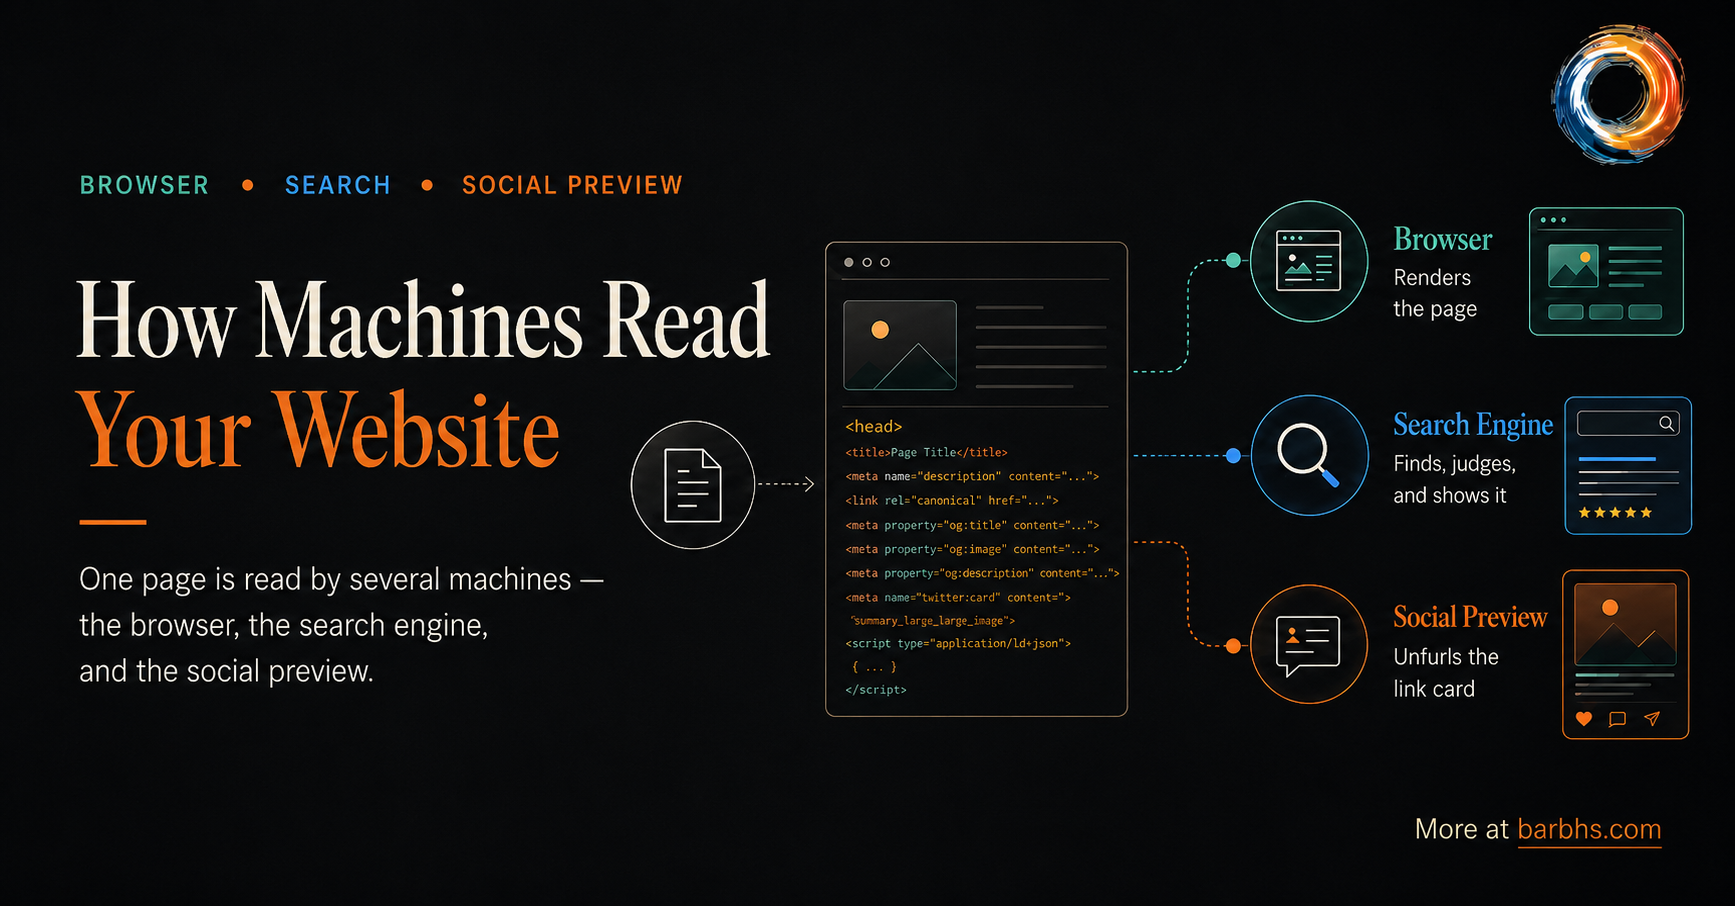 BROWSER • SEARCH • SOCIAL PREVIEW
How Machines Read
Your Website
One page is read by several machines —
the browser, the search engine,
and the social preview.
<head>
<title>Page Title</title>
<meta name="description" content="...">
<link rel="canonical" href="...">
<meta property="og:title" content="...">
<meta property="og:image" content="...">
<meta property="og:description" content="...">
<meta name="twitter:card" content=">
"summary_large_large_image">
<script type="application/ld+json">
{ ... }
</script>
Browser
Renders
the page
Search Engine
Finds, judges,
and shows it
Social Preview
Unfurls the
link card
More at barbhs.com